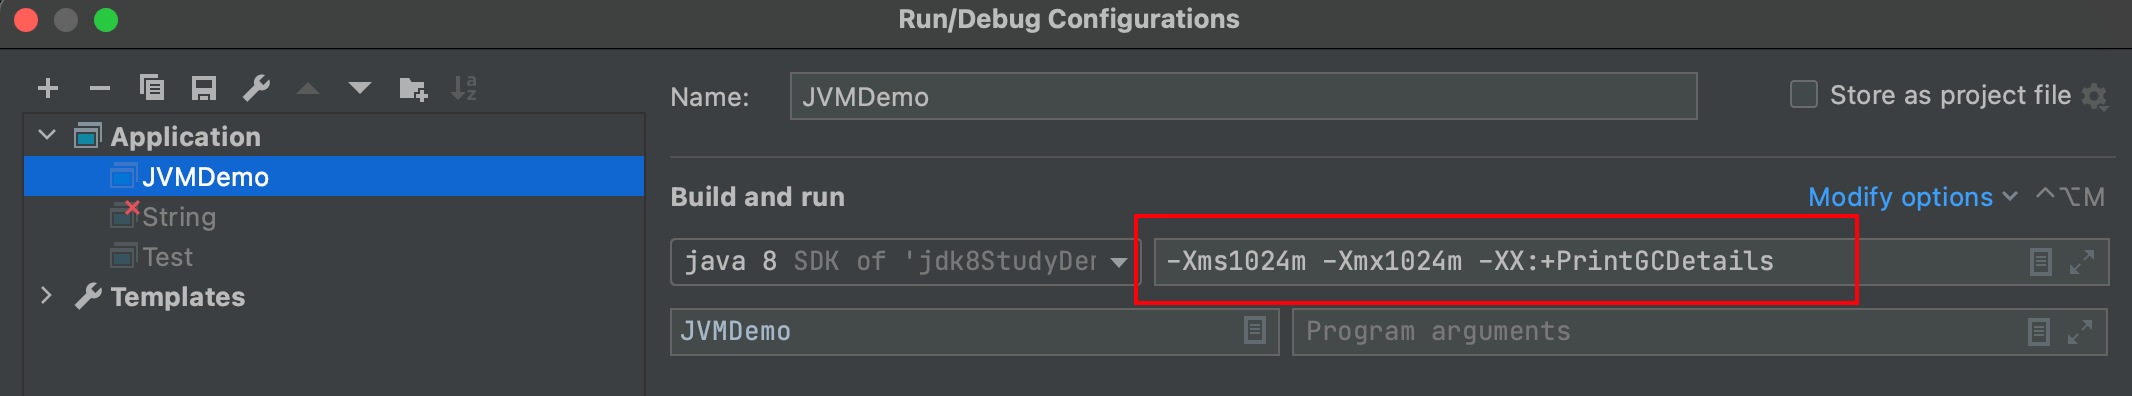 Run/Debug Configurations
Name: JVMDemo Store as project file
Application
JVMDemo
String
Test
Templates
Build and run Modify options ⌃⌥M
java 8 SDK of 'jdk8StudyDer -Xms1024m -Xmx1024m -XX:+PrintGCDetails
JVMDemo Program arguments